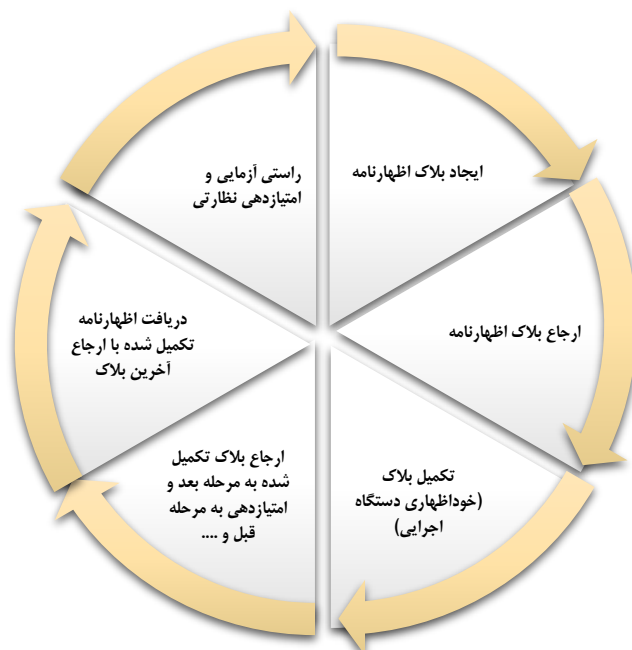 ایجاد بلاک اظهارنامه
ارجاع بلاک اظهارنامه
تکمیل بلاک
(خوداظهاری دستگاه
اجرایی)
ارجاع بلاک تکمیل
شده به مرحله بعد و
امتیازدهی به مرحله
قبل و ....
دریافت اظهارنامه
تکمیل شده با ارجاع
آخرین بلاک
راستی آزمایی و
امتیازدهی نظارتی